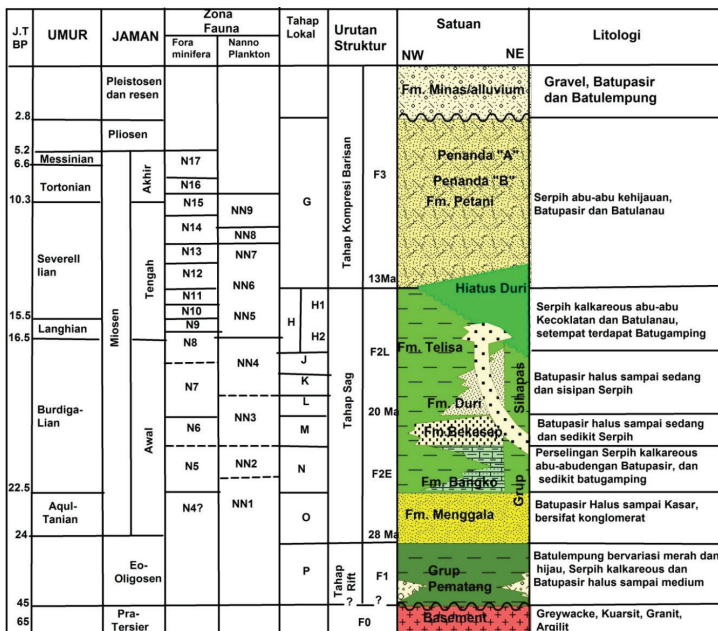 J.T
BP
UMUR
JAMAN
Zona
Fauna
Fora
minifera
Nanno
Plankton
Tahap
Lokal
Urutan
Struktur
Satuan
NW
NE
Litologi
2.8
5.2
6.6
10.3
15.5
16.5
22.5
24
45
65
Messinian
Tortonian
Severell
lian
Langhian
Burdiga-
Lian
Aqul-
Tanian
Pleistosen
dan resen
Pliosen
Miosen
Akhir
Tengah
Awal
Eo-
Oligosen
Pra-
Tersier
N17
N16
N15
N14
N13
N12
N11
N10
N9
N8
N7
N6
N5
N4?
NN9
NN8
NN7
NN6
NN5
NN4
NN3
NN2
NN1
G
H
H1
H2
J
K
L
M
N
O
P
Tahap Kompresi Barisan
Tahap Sag
Tahap
Rift
?
?
F3
13Ma
F2L
20 Ma
F2E
28 Ma
F1
F0
Fm. Minas/alluvium
Penanda "A"
Penanda "B"
Fm. Petani
Hiatus Duri
Fm. Telisa
Fm. Duri
Fm.Bekasap
Fm. Bangko
Grup
Sihapas
Fm. Menggala
Grup
Pematang
Basement
Gravel, Batupasir
dan Batulempung
Serpih abu-abu kehijauan,
Batupasir dan Batulanau
Serpih kalkareous abu-abu
Kecoklatan dan Batulanau,
setempat terdapat Batugamping
Batupasir halus sampai sedang
dan sisipan Serpih
Batupasir halus sampai sedang
dan sedikit Serpih
Perselingan Serpih kalkareous
abu-abudengan Batupasir, dan
sedikit batugamping
Batupasir Halus sampai Kasar,
bersifat konglomerat
Batulempung bervariasi merah dan
hijau, Serpih kalkareous dan
Batupasir halus sampai medium
Greywacke, Kuarsit, Granit,
Argilit